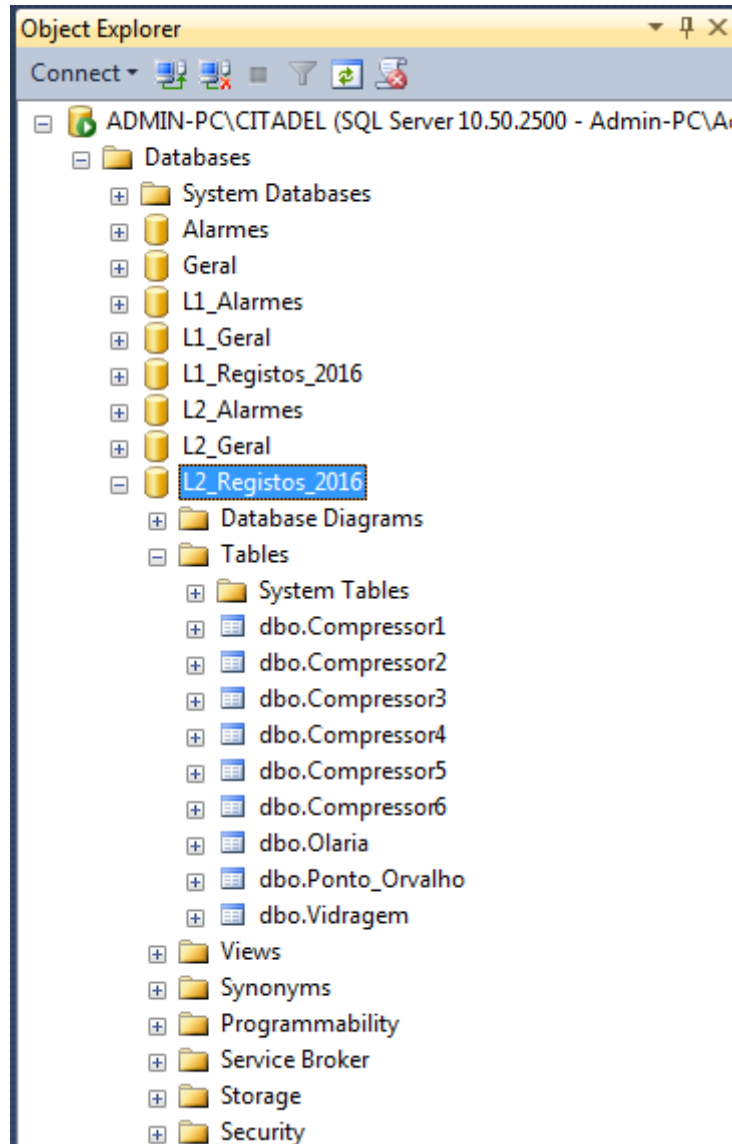 Object Explorer
Connect
ADMIN-PC\CITADEL (SQL Server 10.50.2500 - Admin-PC\A
Databases
System Databases
Alarmes
Geral
L1_Alarmes
L1_Geral
L1_Registos_2016
L2_Alarmes
L2_Geral
L2_Registos_2016
Database Diagrams
Tables
System Tables
dbo.Compressor1
dbo.Compressor2
dbo.Compressor3
dbo.Compressor4
dbo.Compressor5
dbo.Compressor6
dbo.Olaria
dbo.Ponto_Orvalho
dbo.Vidragem
Views
Synonyms
Programmability
Service Broker
Storage
Security